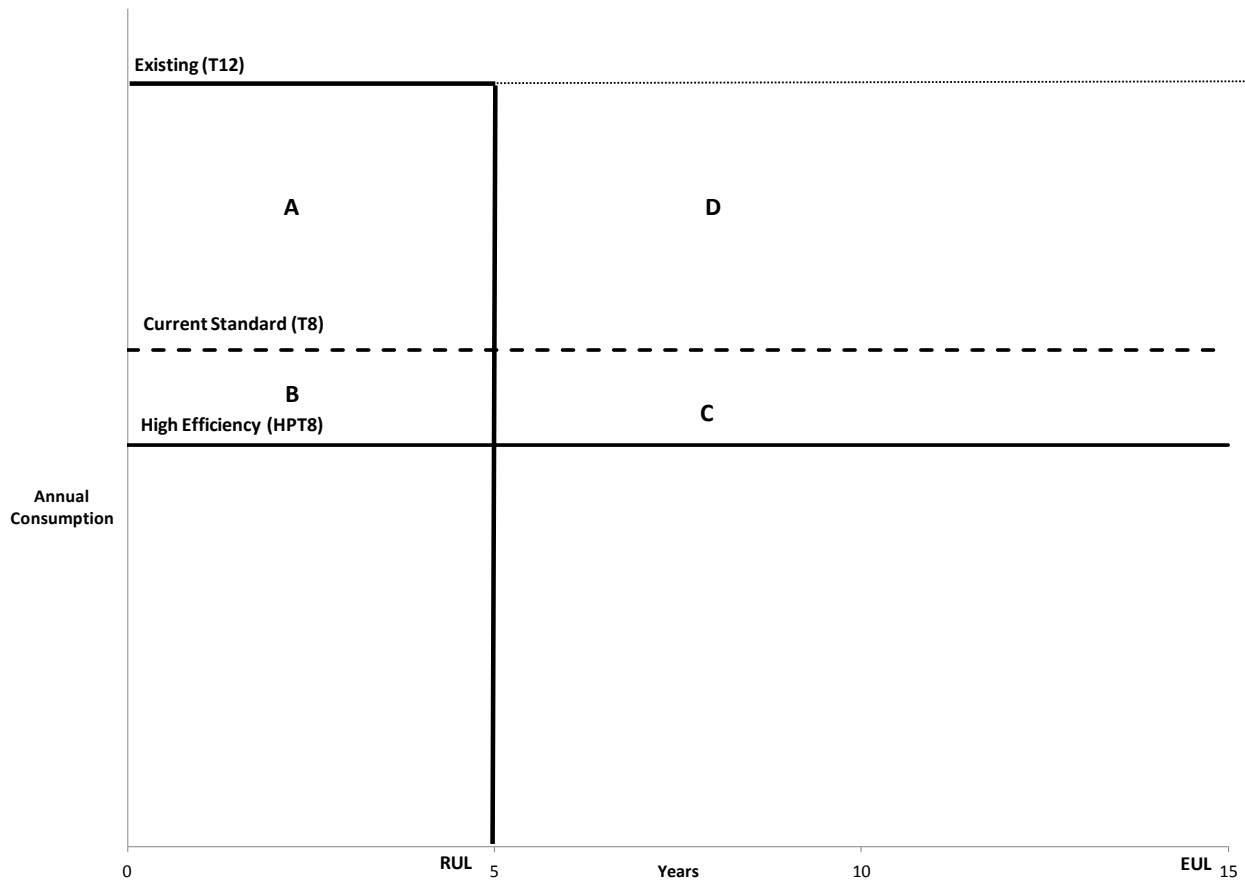 Existing (T12)
A
D
Current Standard (T8)
B
C
High Efficiency (HPT8)
Annual
Consumption
RUL
EUL
0
5
Years
10
15